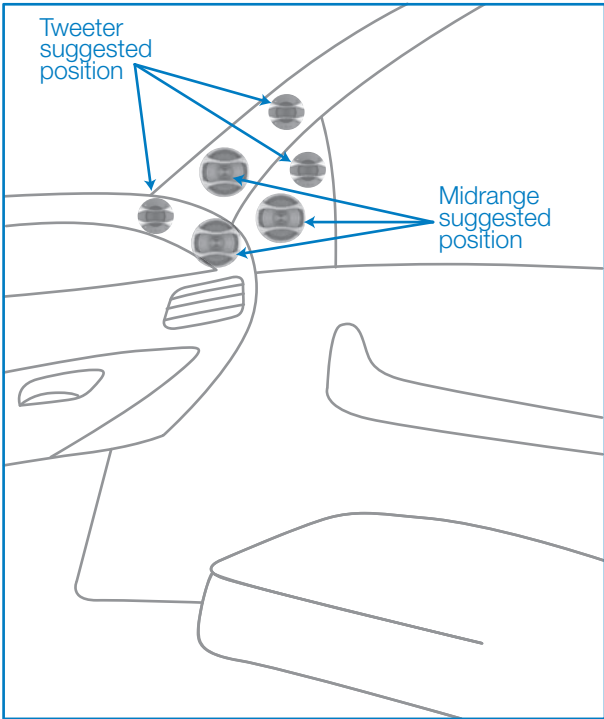 Tweeter
suggested
position
Midrange
suggested
position